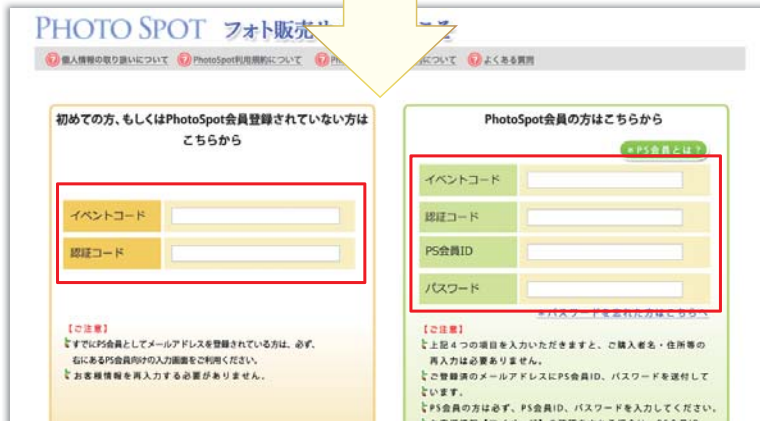 PHOTO SPOT フォト販売
個人情報の取り扱いについて PhotoSpot利用規約について について よくある質問
初めての方、もしくはPhotoSpot会員登録されていない方は
こちらから
イベントコード
認証コード
【ご注意】
すでにPS会員としてメールアドレスを登録されている方は、必ず、
右にあるPS会員向けの入力画面をご利用ください。
お客様情報を再入力する必要がありません。
PhotoSpot会員の方はこちらから
※PS会員とは?
イベントコード
認証コード
PS会員ID
パスワード
※パスワードを忘れた方はこちらへ
【ご注意】
上記4つの項目を入力いただきますと、ご購入者名・住所等の
再入力は必要ありません。
ご登録済のメールアドレスにPS会員ID、パスワードを送付して
います。
PS会員の方は必ず、PS会員ID、パスワードを入力してください。